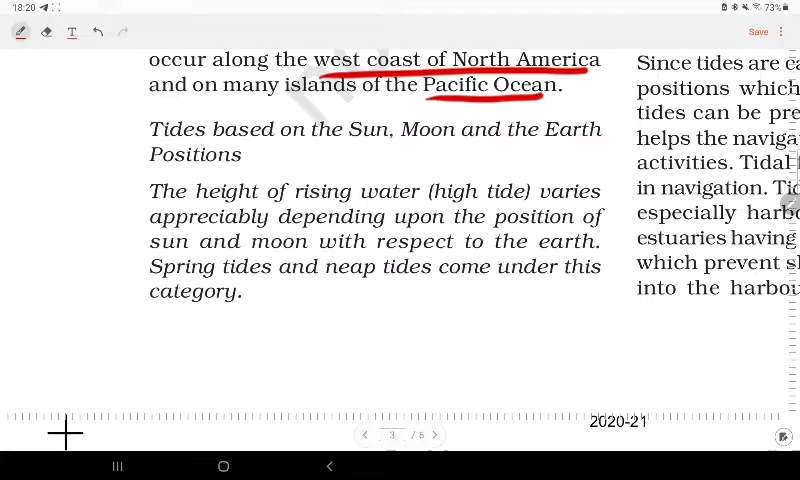 18:20
73%
T
Save
occur along the west coast of North America
and on many islands of the Pacific Ocean.
Tides based on the Sun, Moon and the Earth
Positions
The height of rising water (high tide) varies
appreciably depending upon the position of
sun and moon with respect to the earth.
Spring tides and neap tides come under this
category.
Since tides are ca
positions which
tides can be pre
helps the naviga
activities. Tidal f
in navigation. Tid
especially harbo
estuaries having
which prevent s
into the harbou
2020-21
3 / 6